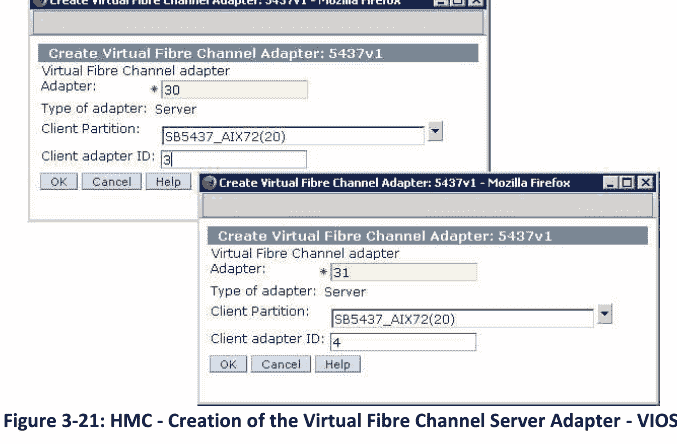 Create Virtual Fibre Channel Adapter: 5437v1 - Mozilla Firefox
Create Virtual Fibre Channel Adapter: 5437v1
Virtual Fibre Channel adapter
Adapter: * 30
Type of adapter: Server
Client Partition: SB5437_AIX72(20)
Client adapter ID: 3
OK Cancel Help
Create Virtual Fibre Channel Adapter: 5437v1 - Mozilla Firefox
Create Virtual Fibre Channel Adapter: 5437v1
Virtual Fibre Channel adapter
Adapter: * 31
Type of adapter: Server
Client Partition: SB5437_AIX72(20)
Client adapter ID: 4
OK Cancel Help
Figure 3-21: HMC - Creation of the Virtual Fibre Channel Server Adapter - VIOS